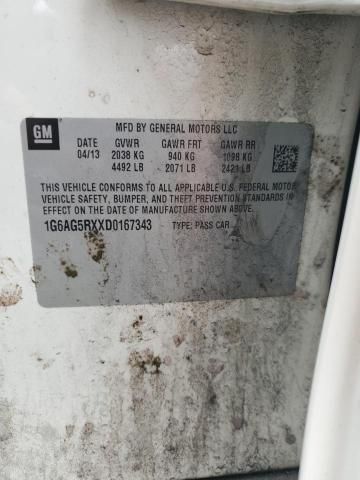 GM
MFD BY GENERAL MOTORS LLC
DATE GVWR GAWR FRT GAWR RR
04/13 2038 KG 940 KG 1098 KG
4492 LB 2071 LB 2421 LB
THIS VEHICLE CONFORMS TO ALL APPLICABLE U.S. FEDERAL MOTOR
VEHICLE SAFETY, BUMPER, AND THEFT PREVENTION STANDARDS IN
EFFECT ON THE DATE OF MANUFACTURE SHOWN ABOVE.
1G6AG5RXXD0167343 TYPE: PASS CAR